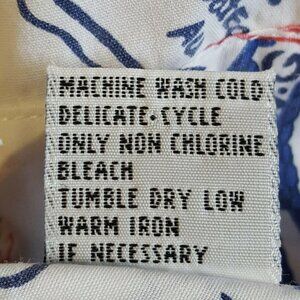 MACHINE WASH COLD
DELICATE·CYCLE
ONLY NON CHLORINE
BLEACH
TUMBLE DRY LOW
WARM IRON
IF NECESSARY